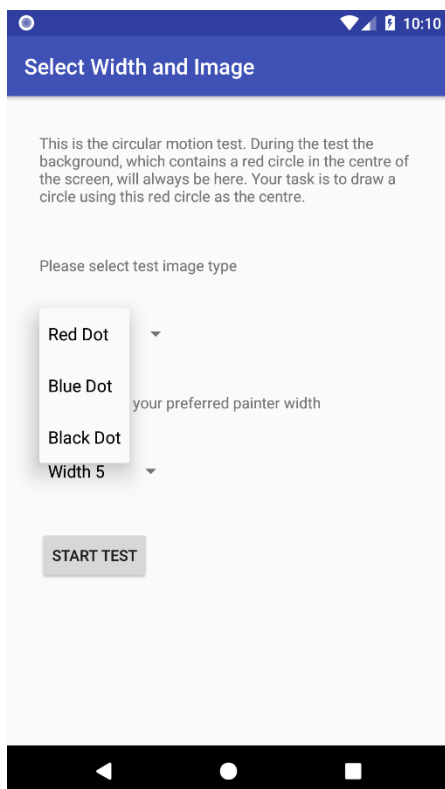 10:10
Select Width and Image
This is the circular motion test. During the test the
background, which contains a red circle in the centre of
the screen, will always be here. Your task is to draw a
circle using this red circle as the centre.
Please select test image type
Red Dot
Blue Dot
your preferred painter width
Black Dot
Width 5
START TEST